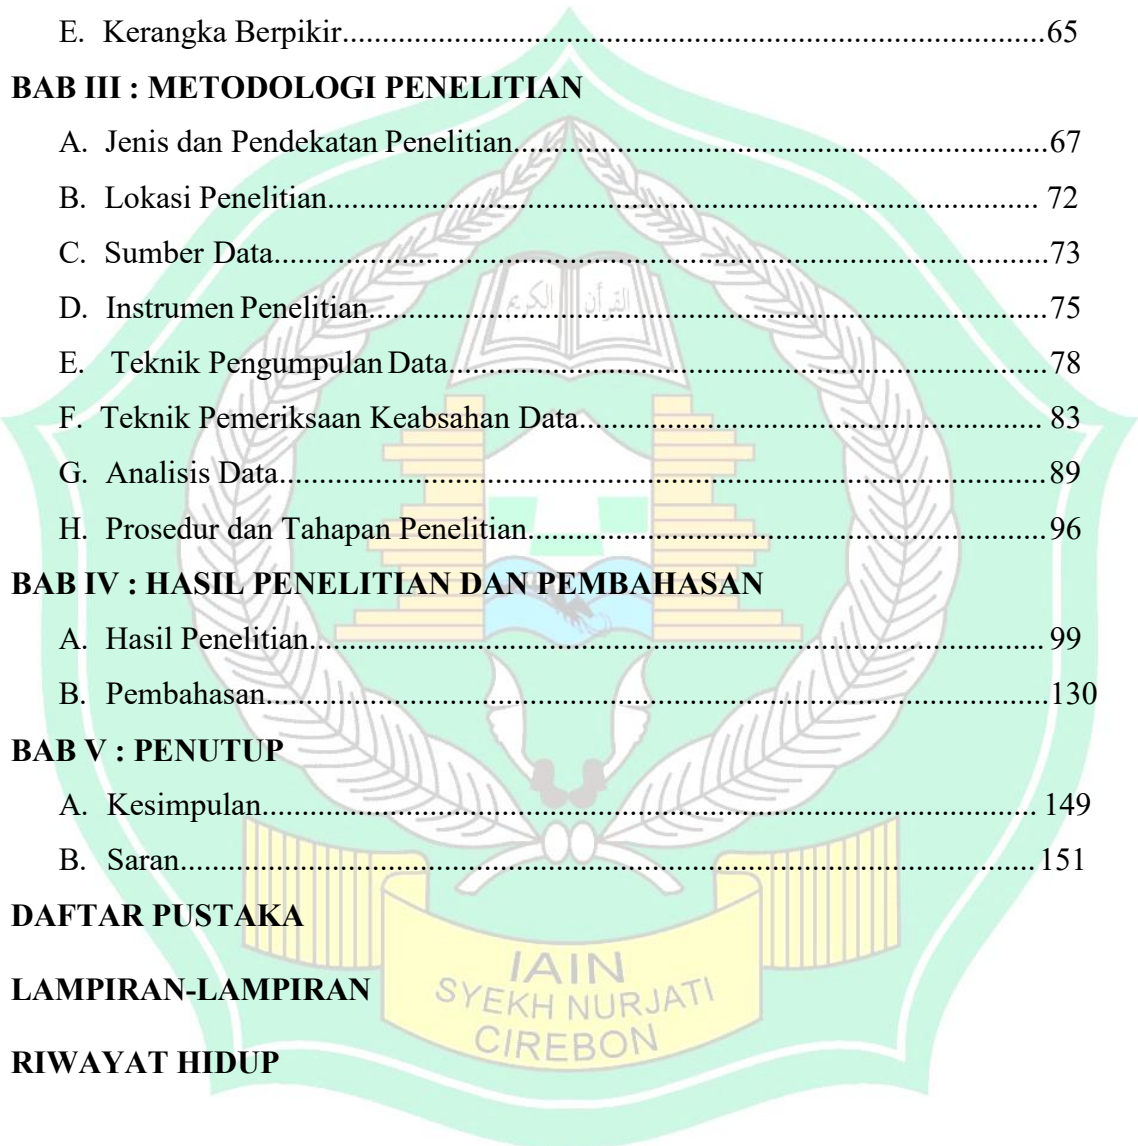 E. Kerangka Berpikir........................................................................................65
BAB III : METODOLOGI PENELITIAN
A. Jenis dan Pendekatan Penelitian...................................................................67
B. Lokasi Penelitian......................................................................................... 72
C. Sumber Data.................................................................................................73
D. Instrumen Penelitian.....................................................................................75
E. Teknik Pengumpulan Data...........................................................................78
F. Teknik Pemeriksaan Keabsahan Data.......................................................... 83
G. Analisis Data................................................................................................89
H. Prosedur dan Tahapan Penelitian.................................................................96
BAB IV : HASIL PENELITIAN DAN PEMBAHASAN
A. Hasil Penelitian............................................................................................ 99
B. Pembahasan..................................................................................................130
BAB V : PENUTUP
A. Kesimpulan................................................................................................. 149
B. Saran...........................................................................................................151
DAFTAR PUSTAKA
LAMPIRAN-LAMPIRAN
RIWAYAT HIDUP
القرآن الكريم
IAIN
SYEKH NURJATI
CIREBON